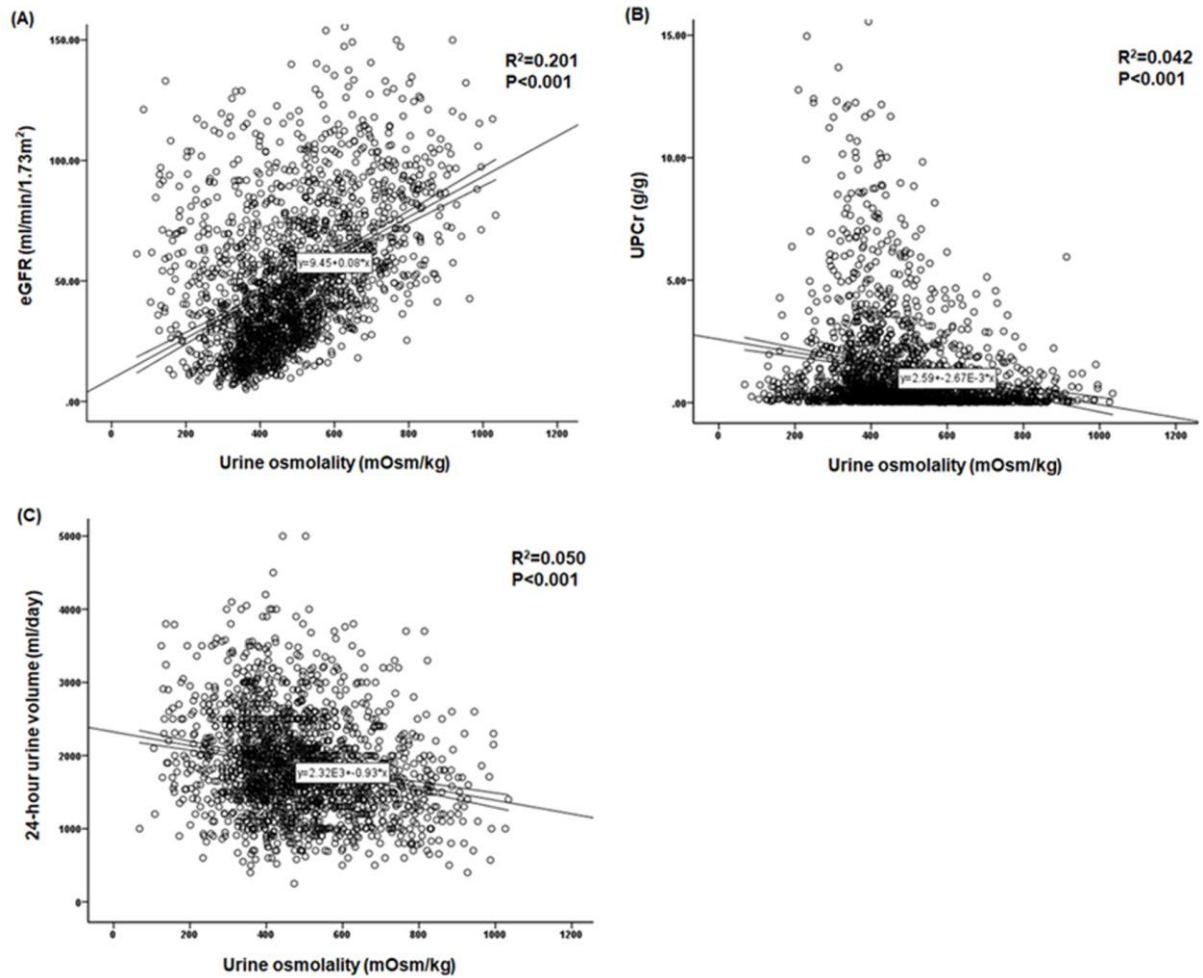 (A)
R²=0.201
P<0.001
eGFR (ml/min/1.73m²)
150.00
100.00
50.00
.00
y=9.45+0.08*x
0 200 400 600 800 1000 1200
Urine osmolality (mOsm/kg)
(B)
R²=0.042
P<0.001
UPCr (g/g)
15.00
10.00
5.00
.00
y=2.59+-2.67E-3*x
0 200 400 600 800 1000 1200
Urine osmolality (mOsm/kg)
(C)
R²=0.050
P<0.001
24-hour urine volume (ml/day)
5000
4000
3000
2000
1000
0
y=2.32E3+-0.93*x
0 200 400 600 800 1000 1200
Urine osmolality (mOsm/kg)